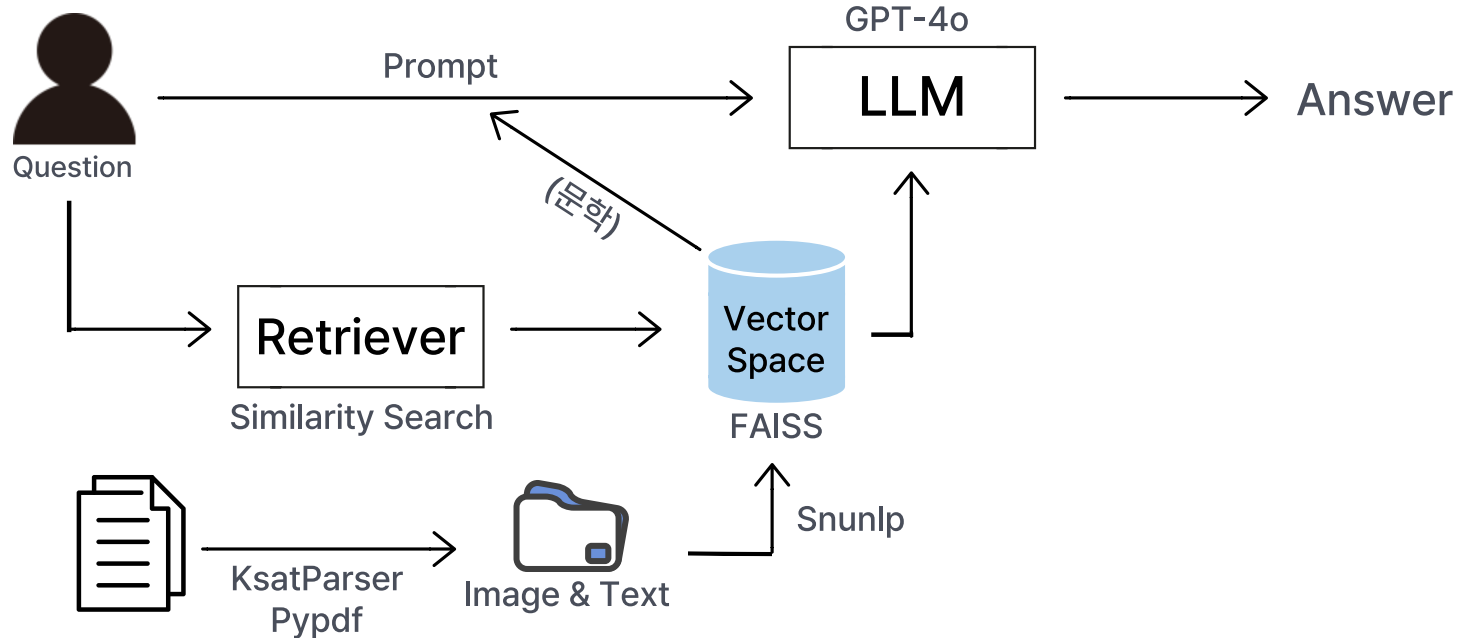 GPT-4o
Prompt
LLM
Answer
Question
(문학)
Retriever
Vector
Space
Similarity Search
FAISS
Snunlp
KsatParser
Pypdf
Image & Text